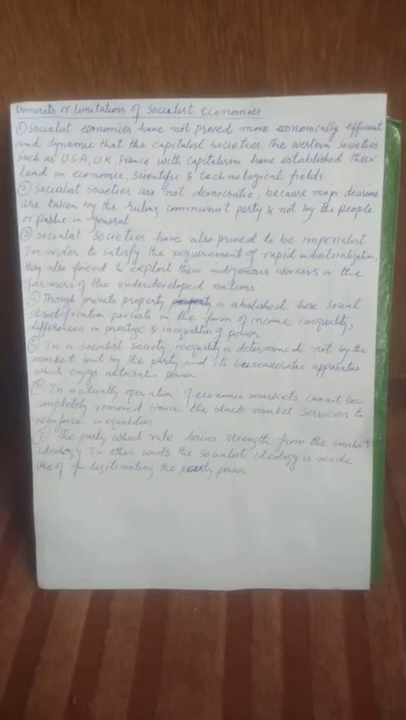 Demerits or limitations of Socialist Economies
① Socialist economies have not proved more economically efficient
and dynamic that the capitalist societies the western societies
such as U.S.A, U.K, France with capitalism have established their
lead in economic, scientific & technological fields
② Socialist societies are not democratic, because major decisions
are taken by the ruling communist party & not by the people
or public in general
③ Socialist Societies have also proved to be imperialist
In order to satisfy the requirement of rapid industrialization,
they also forced to exploit their indigenous workers or the
farmers of the underdeveloped nations
④ Though private property is abolished here social
stratification persists in the form of income inequality,
differences in prestige & inequalities of power
⑤ In a socialist society, inequality is determined not by the
market but by the party and its bureaucratic apparatus
which enjoys autocratic power
⑥ In actually operation of economic markets cannot be
completely removed Hence the black market services to
reinforce inequalities
⑦ The party which rule derives strength from the socialist
ideology In other words the socialist ideology is made
use of for legitimating the party power